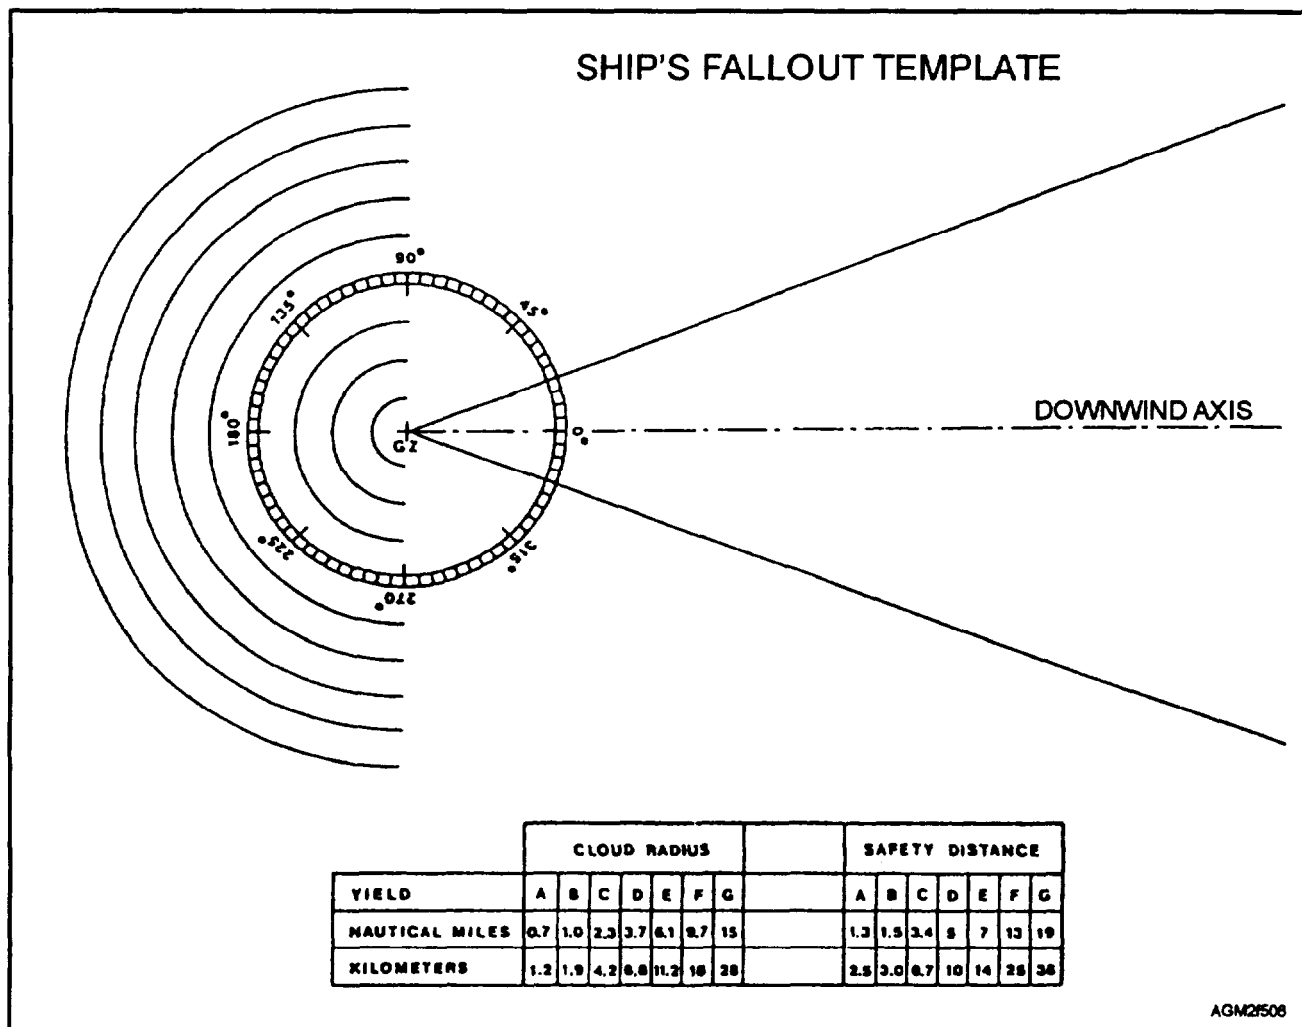 SHIP'S FALLOUT TEMPLATE
90°
135°
45°
180°
GZ
0°
DOWNWIND AXIS
225°
315°
270°
CLOUD RADIUS SAFETY DISTANCE
YIELD A B C D E F G A B C D E F G
NAUTICAL MILES 0.7 1.0 2.3 3.7 6.1 9.7 15 1.3 1.5 3.4 5 7 13 19
KILOMETERS 1.2 1.9 4.2 6.8 11.2 18 28 2.5 3.0 6.7 10 14 25 36
AGM2f506